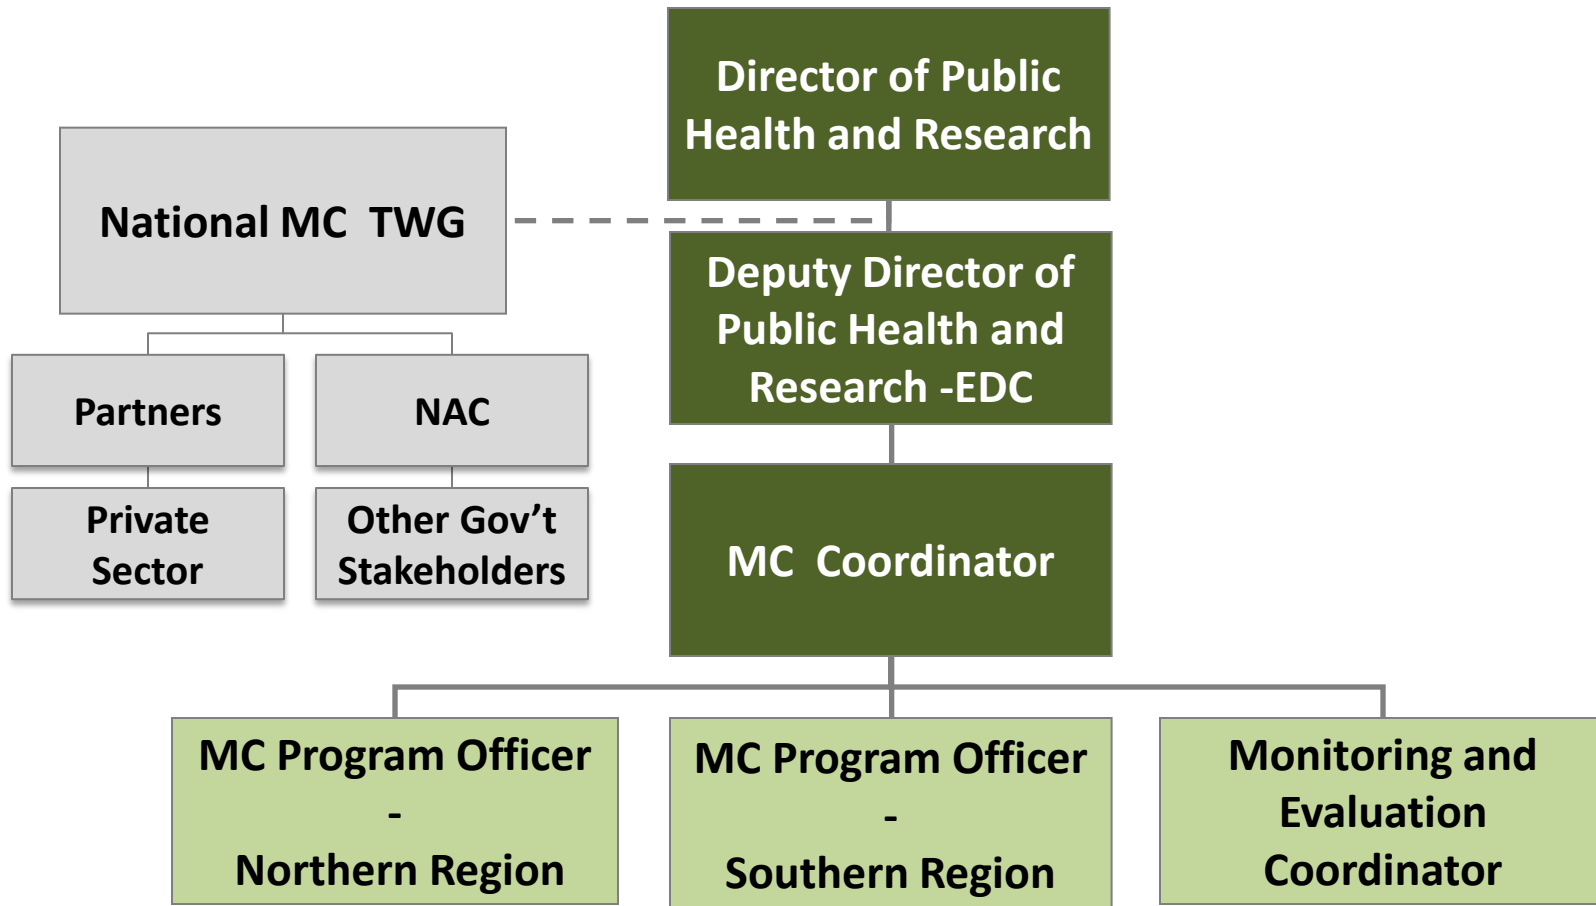 Director of Public
Health and Research
National MC  TWG
Deputy Director of
Public Health and
Research -EDC
Partners
NAC
Private
Sector
Other Gov’t
Stakeholders
MC  Coordinator
MC Program Officer
-
Northern Region
MC Program Officer
-
Southern Region
Monitoring and
Evaluation
Coordinator